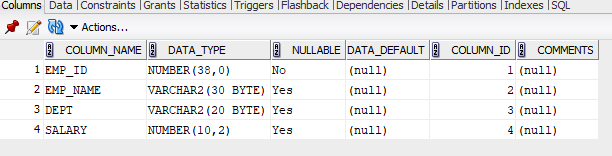 Columns Data Constraints Grants Statistics Triggers Flashback Dependencies Details Partitions Indexes SQL
Actions...
COLUMN_NAME DATA_TYPE NULLABLE DATA_DEFAULT COLUMN_ID COMMENTS
1 EMP_ID NUMBER(38,0) No (null) 1 (null)
2 EMP_NAME VARCHAR2(30 BYTE) Yes (null) 2 (null)
3 DEPT VARCHAR2(20 BYTE) Yes (null) 3 (null)
4 SALARY NUMBER(10,2) Yes (null) 4 (null)